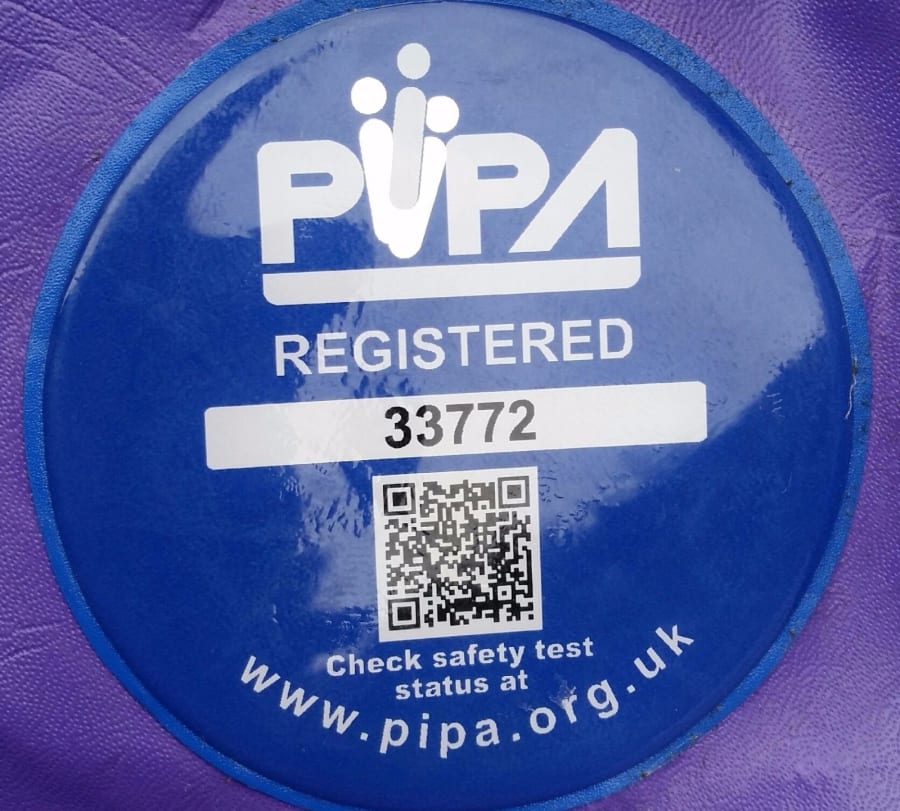 PIPA
REGISTERED
33772
Check safety test
status at
www.pipa.org.uk